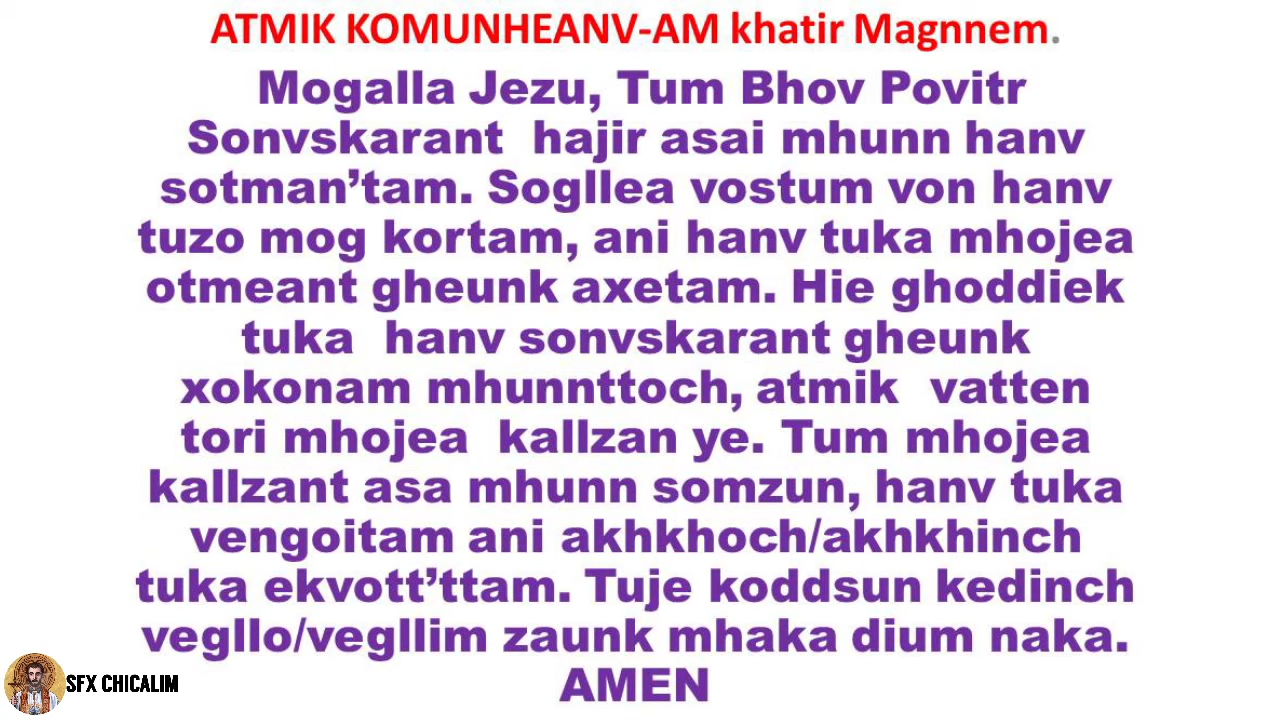 ATMIK KOMUNHEANV-AM khatir Magnnem.
Mogalla Jezu, Tum Bhov Povitr
Sonvskarant hajir asai mhunn hanv
sotman’tam. Sogllea vostum von hanv
tuzo mog kortam, ani hanv tuka mhojea
otmeant gheunk axetam. Hie ghoddiek
tuka hanv sonvskarant gheunk
xokonam mhunnttoch, atmik vatten
tori mhojea kallzan ye. Tum mhojea
kallzant asa mhunn somzun, hanv tuka
vengoitam ani akhkhoch/akhkhinch
tuka ekvott’ttam. Tuje koddsun kedinch
vegllo/vegllim zaunk mhaka dium naka.
AMEN
SFX CHICALIM